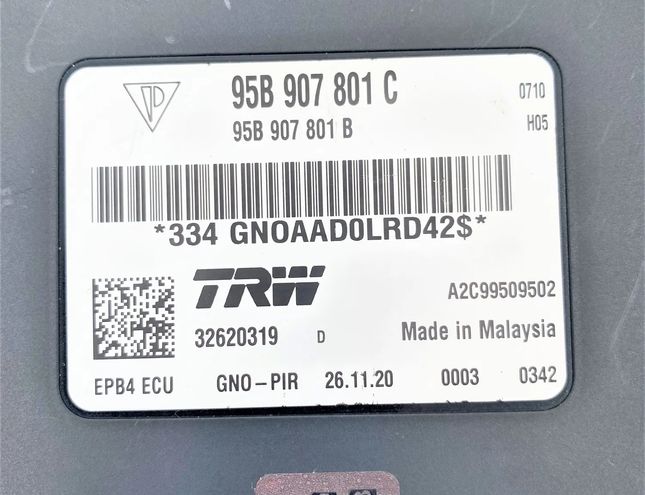 95B 907 801 C 0710
95B 907 801 B H05
*334 GNOAAD0LRD42$*
TRW A2C99509502
32620319 D Made in Malaysia
EPB4 ECU GNO-PIR 26.11.20 0003 0342